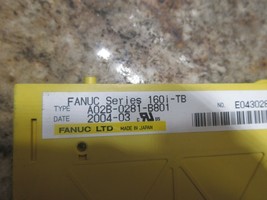 FANUC Series 160i-TB
TYPE A02B-0281-B801
DATE 2004-03
NO. E04302
FANUC LTD MADE IN JAPAN